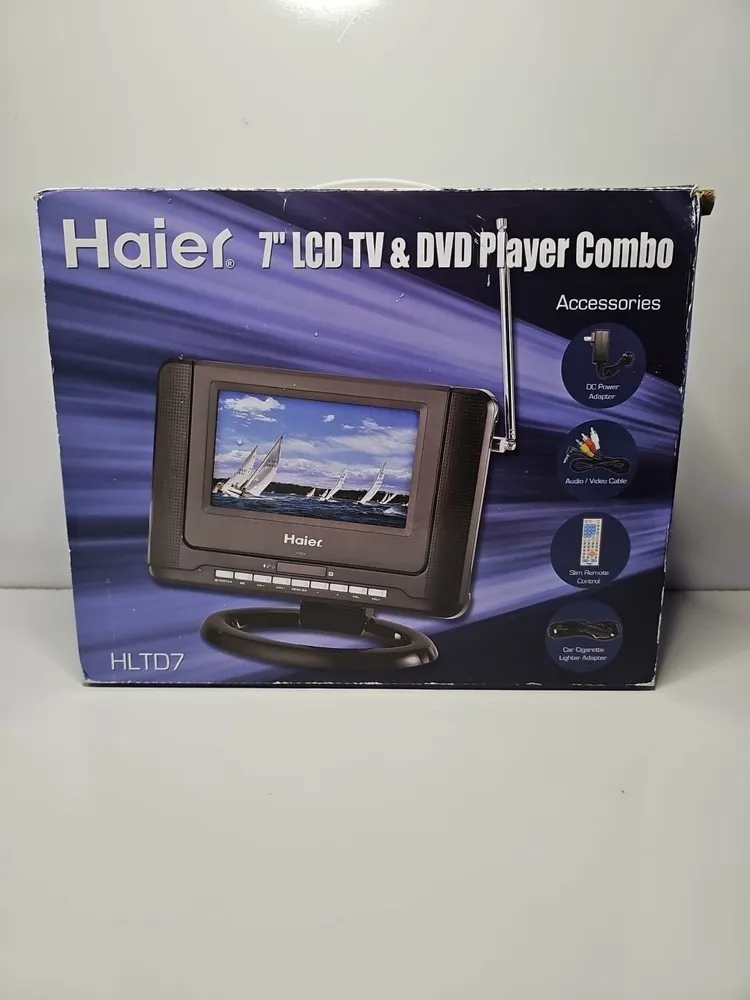 Haier® 7" LCD TV & DVD Player Combo
Accessories
DC Power
Adapter
Audio / Video Cable
Slim Remote
Control
Car Cigarette
Lighter Adapter
Haier
HLTD7